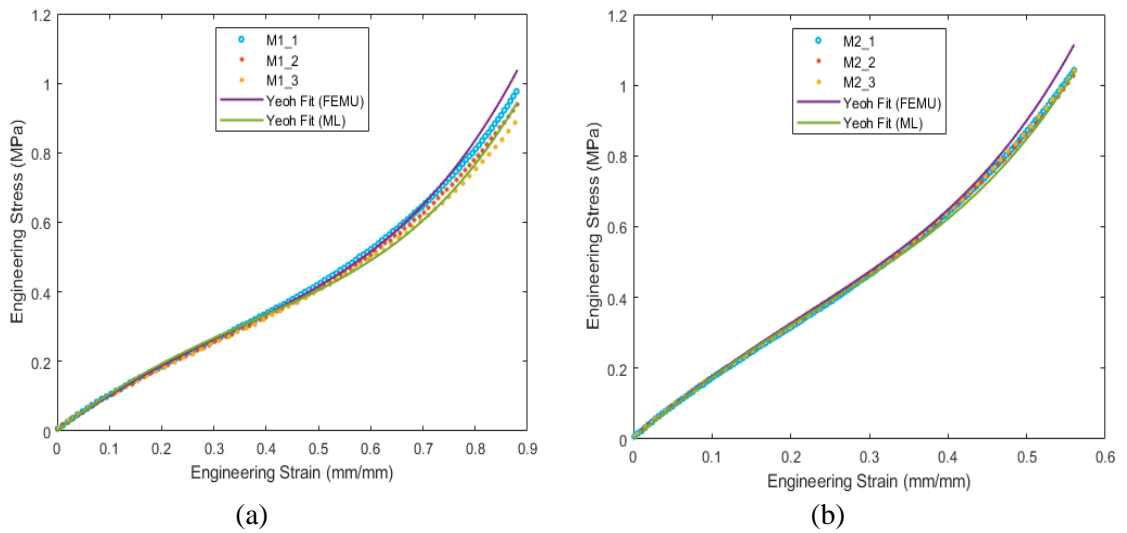 1.2
1
0.8
0.6
0.4
0.2
0
M1_1
M1_2
M1_3
Yeoh Fit (FEMU)
Yeoh Fit (ML)
Engineering Stress (MPa)
0 0.1 0.2 0.3 0.4 0.5 0.6 0.7 0.8 0.9
Engineering Strain (mm/mm)
(a)
1.2
1
0.8
0.6
0.4
0.2
0
M2_1
M2_2
M2_3
Yeoh Fit (FEMU)
Yeoh Fit (ML)
Engineering Stress (MPa)
0 0.1 0.2 0.3 0.4 0.5 0.6
Engineering Strain (mm/mm)
(b)